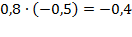 0,8 · (−0,5) = −0,4